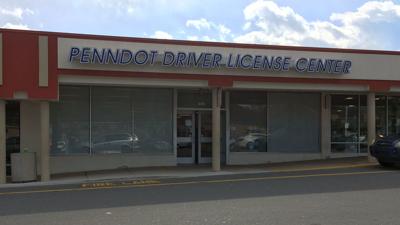 PENNDOT DRIVER LICENSE CENTER
FIRE LANE